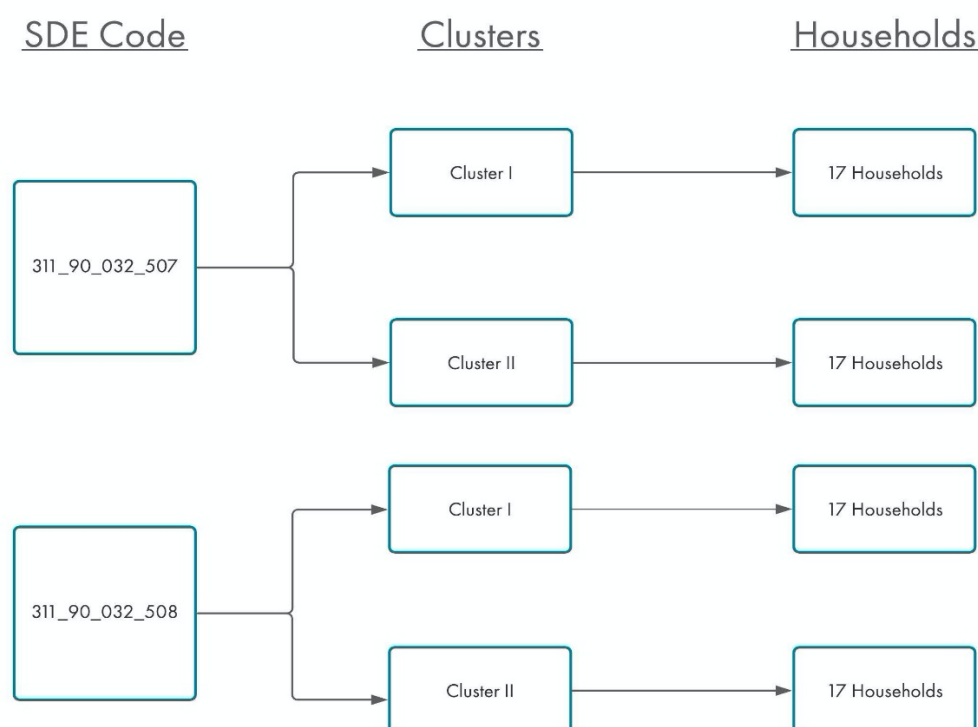 SDE Code
Clusters
Households
311_90_032_507
Cluster I
17 Households
Cluster II
17 Households
311_90_032_508
Cluster I
17 Households
Cluster II
17 Households